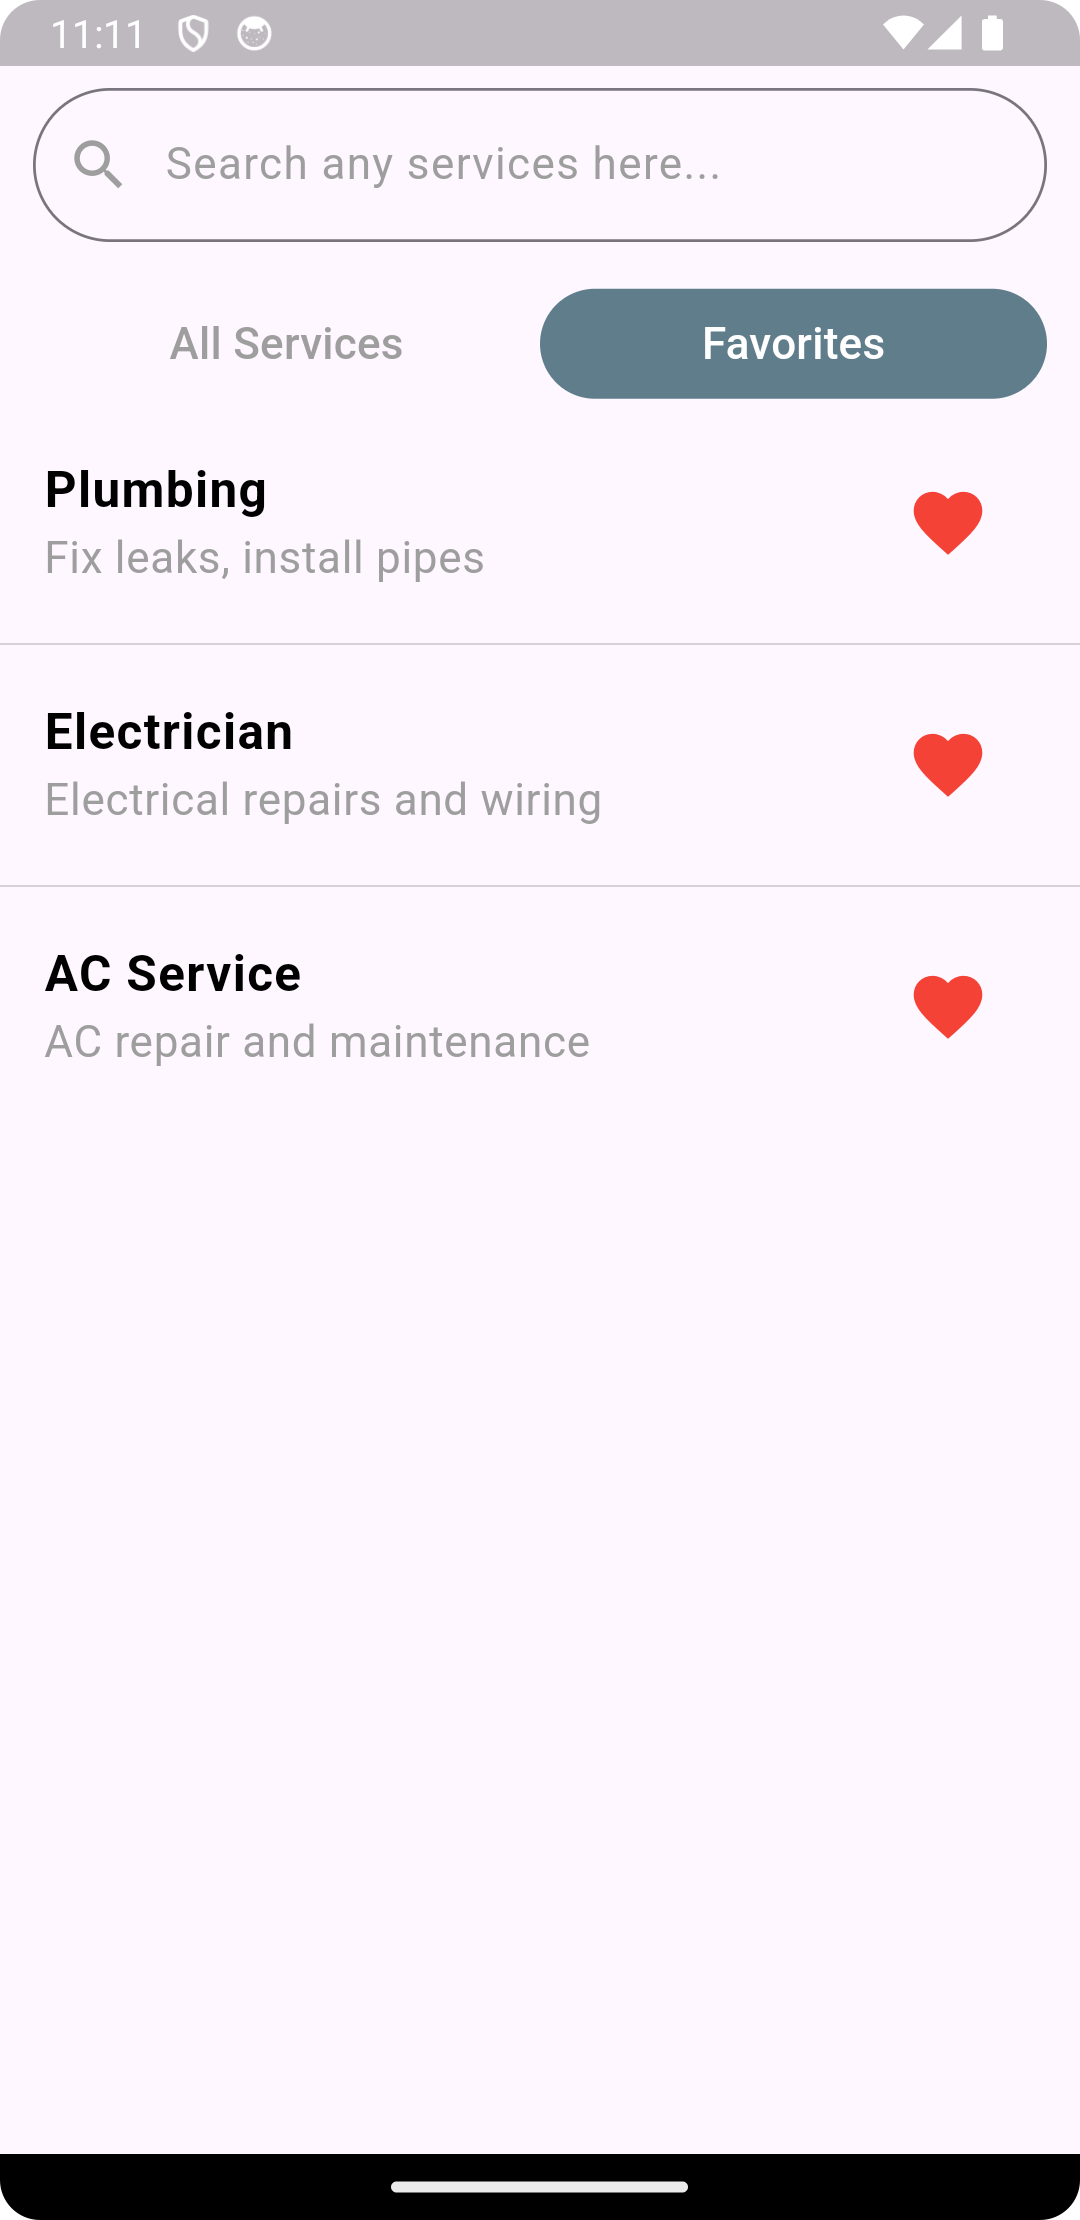 11:11
Search any services here...
All Services
Favorites
Plumbing
Fix leaks, install pipes
Electrician
Electrical repairs and wiring
AC Service
AC repair and maintenance